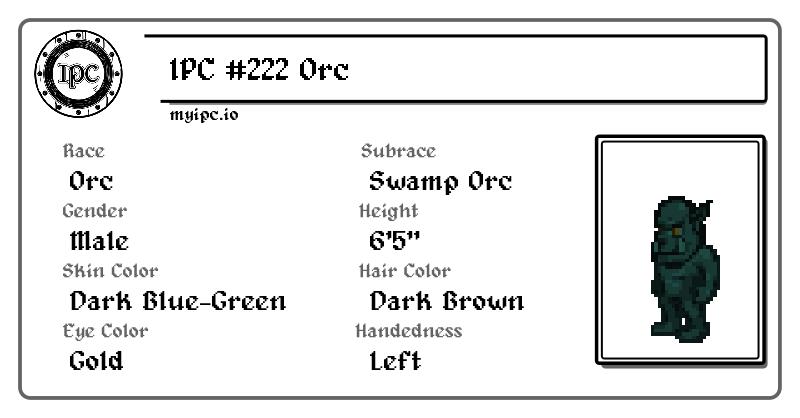 IPC
IPC #222 Orc
myipc.io
Race
Orc
Subrace
Swamp Orc
Gender
Male
Height
6'5"
Skin Color
Dark Blue-Green
Hair Color
Dark Brown
Eye Color
Gold
Handedness
Left